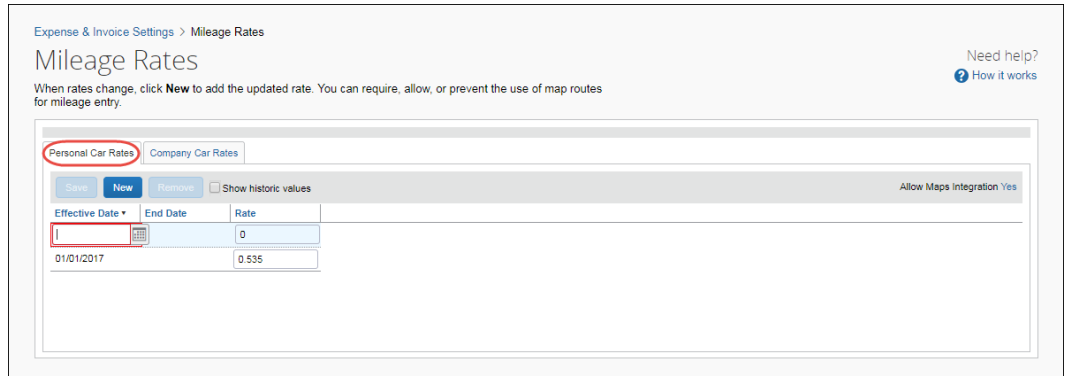 Expense & Invoice Settings > Mileage Rates
Mileage Rates
Need help?
? How it works
When rates change, click New to add the updated rate. You can require, allow, or prevent the use of map routes
for mileage entry.
Personal Car Rates Company Car Rates
Save New Remove Show historic values Allow Maps Integration Yes
Effective Date ▾ End Date Rate
0
01/01/2017 0.535